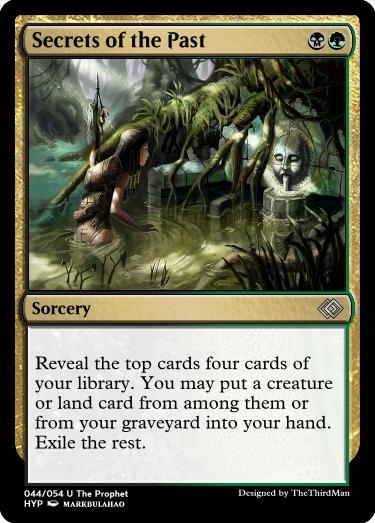 Secrets of the Past
Sorcery
Reveal the top cards four cards of
your library. You may put a creature
or land card from among them or
from your graveyard into your hand.
Exile the rest.
044/054 U The Prophet
Designed by TheThirdMan
HYP MARKBULAHAO